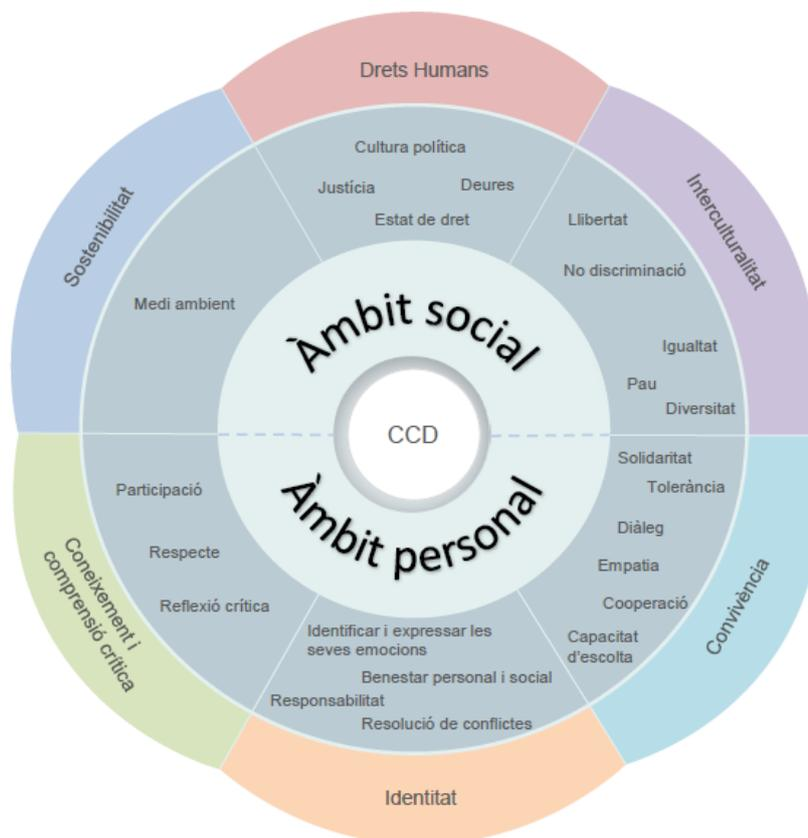 Drets Humans
Cultura política
Justícia
Deures
Estat de dret
Interculturalitat
Llibertat
No discriminació
Igualtat
Pau
Diversitat
Sostenibilitat
Medi ambient
Àmbit social
CCD
Àmbit personal
Solidaritat
Tolerància
Diàleg
Empatia
Cooperació
Capacitat
d'escolta
Convivència
Participació
Respecte
Reflexió crítica
Coneixement i
comprensió crítica
Identificar i expressar les
seves emocions
Benestar personal i social
Responsabilitat
Resolució de conflictes
Identitat